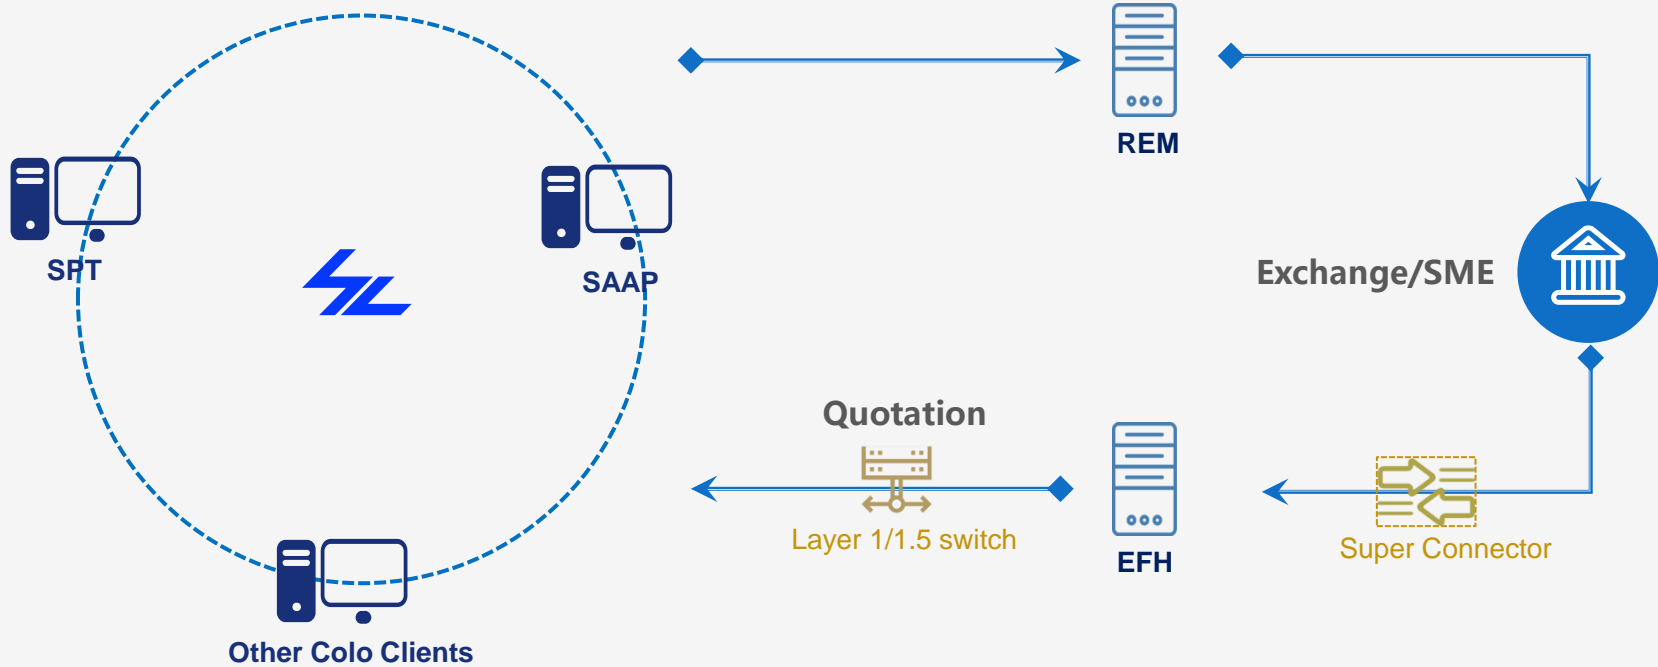 REM
SPT
SAAP
Exchange/SME
Quotation
Layer 1/1.5 switch
EFH
Super Connector
Other Colo Clients